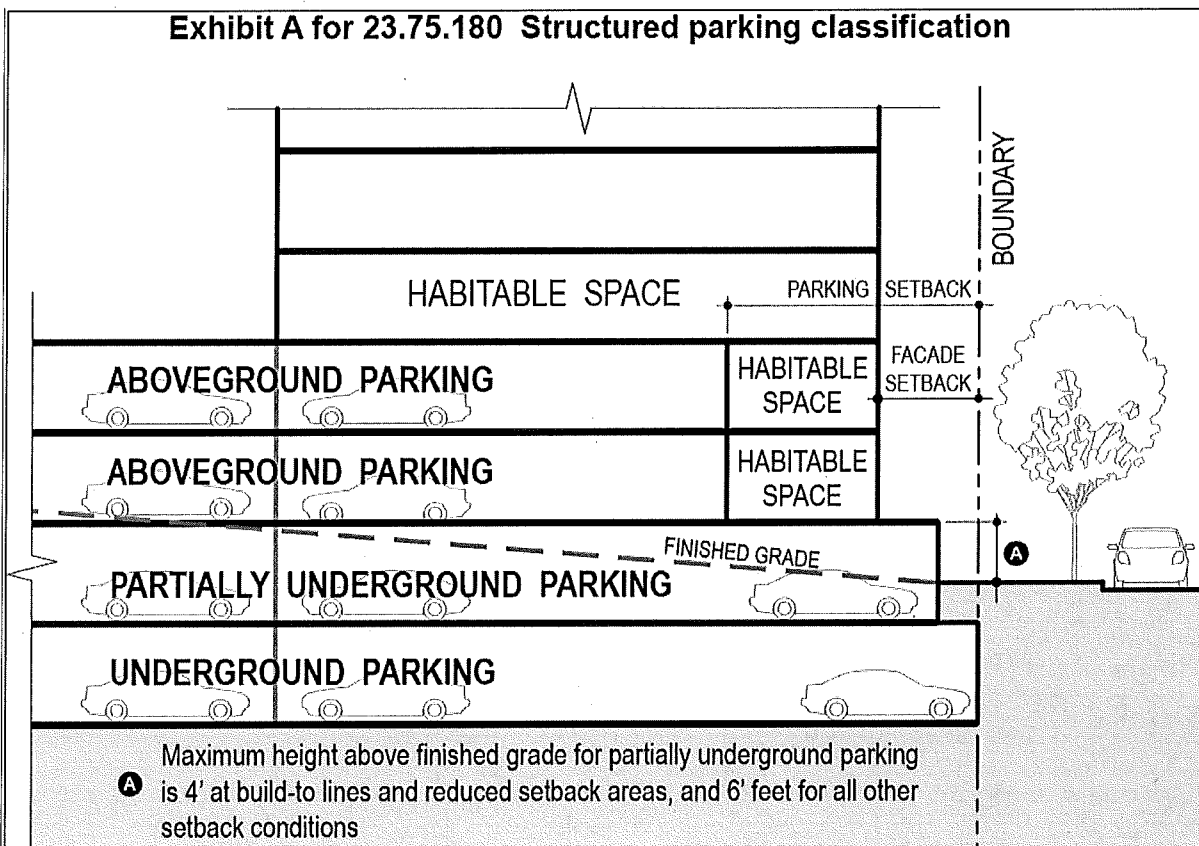 Exhibit A for 23.75.180 Structured parking classification
BOUNDARY
HABITABLE SPACE
PARKING SETBACK
ABOVEGROUND PARKING
HABITABLE
SPACE
FACADE
SETBACK
ABOVEGROUND PARKING
HABITABLE
SPACE
FINISHED GRADE
A
PARTIALLY UNDERGROUND PARKING
UNDERGROUND PARKING
A Maximum height above finished grade for partially underground parking
is 4' at build-to lines and reduced setback areas, and 6' feet for all other
setback conditions